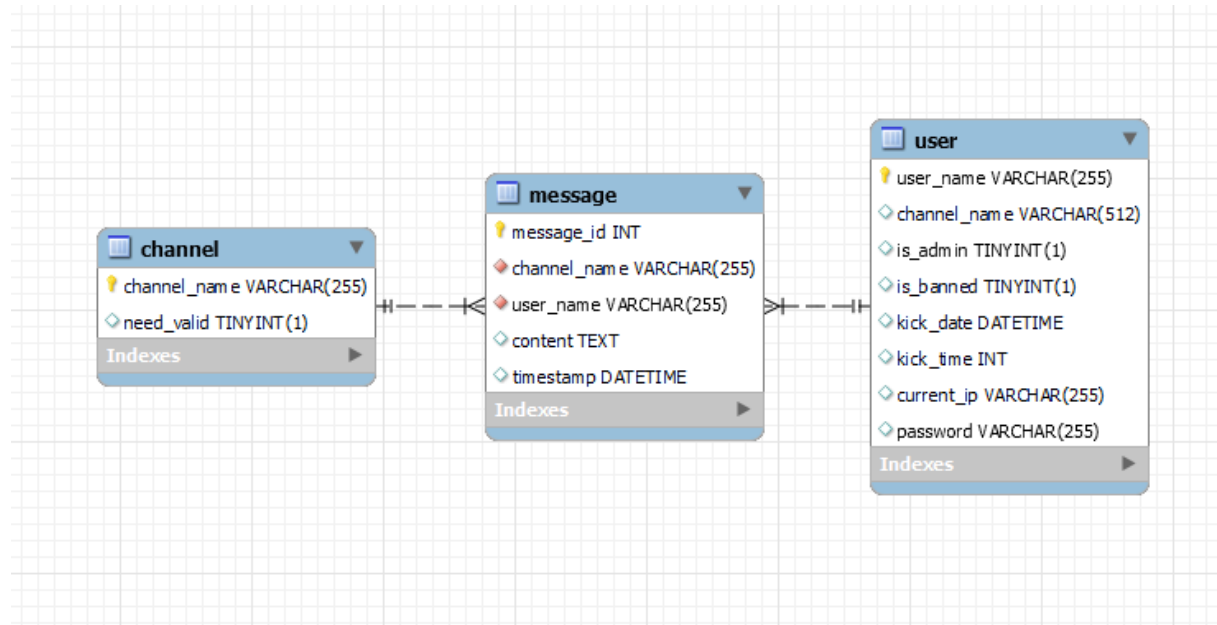 channel
channel_name VARCHAR(255)
need_valid TINYINT(1)
Indexes
message
message_id INT
channel_name VARCHAR(255)
user_name VARCHAR(255)
content TEXT
timestamp DATETIME
Indexes
user
user_name VARCHAR(255)
channel_name VARCHAR(512)
is_admin TINYINT(1)
is_banned TINYINT(1)
kick_date DATETIME
kick_time INT
current_ip VARCHAR(255)
password VARCHAR(255)
Indexes